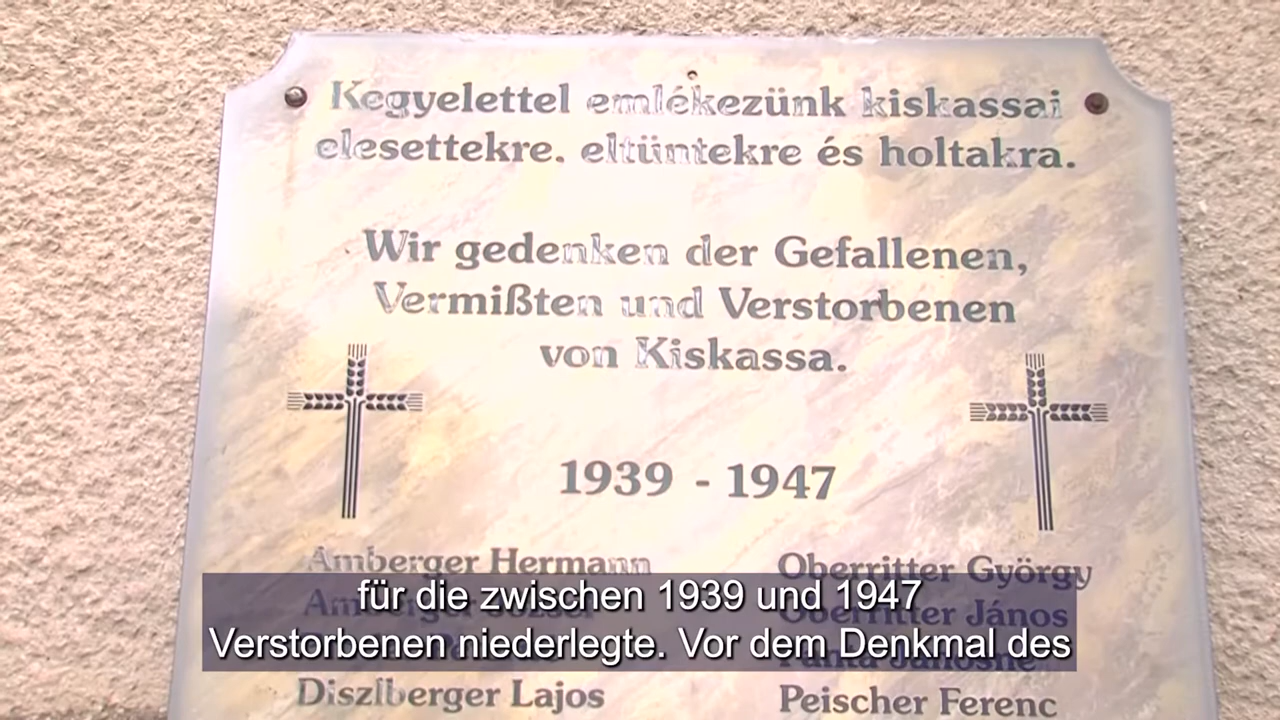 Kegyelettel emlékezünk kiskassai
elesettekre. eltüntekre és holtakra.
Wir gedenken der Gefallenen,
Vermißten und Verstorbenen
von Kiskassa.
1939 - 1947
Amberger Hermann
Oberritter György
Oberritter János
für die zwischen 1939 und 1947
Verstorbenen niederlegte. Vor dem Denkmal des
Diszlberger Lajos
Peischer Ferenc